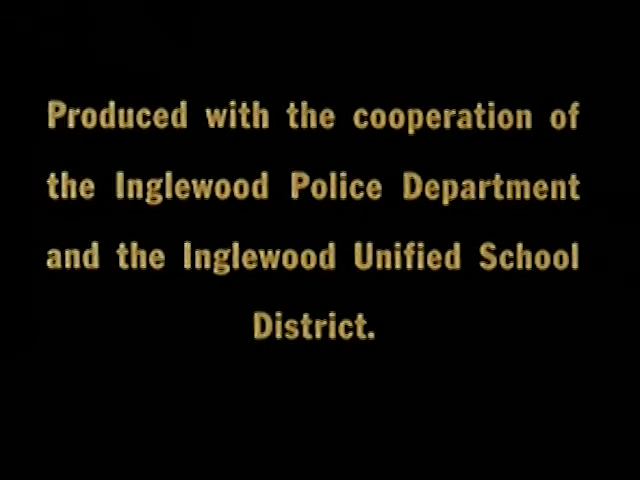 Produced with the cooperation of
the Inglewood Police Department
and the Inglewood Unified School
District.